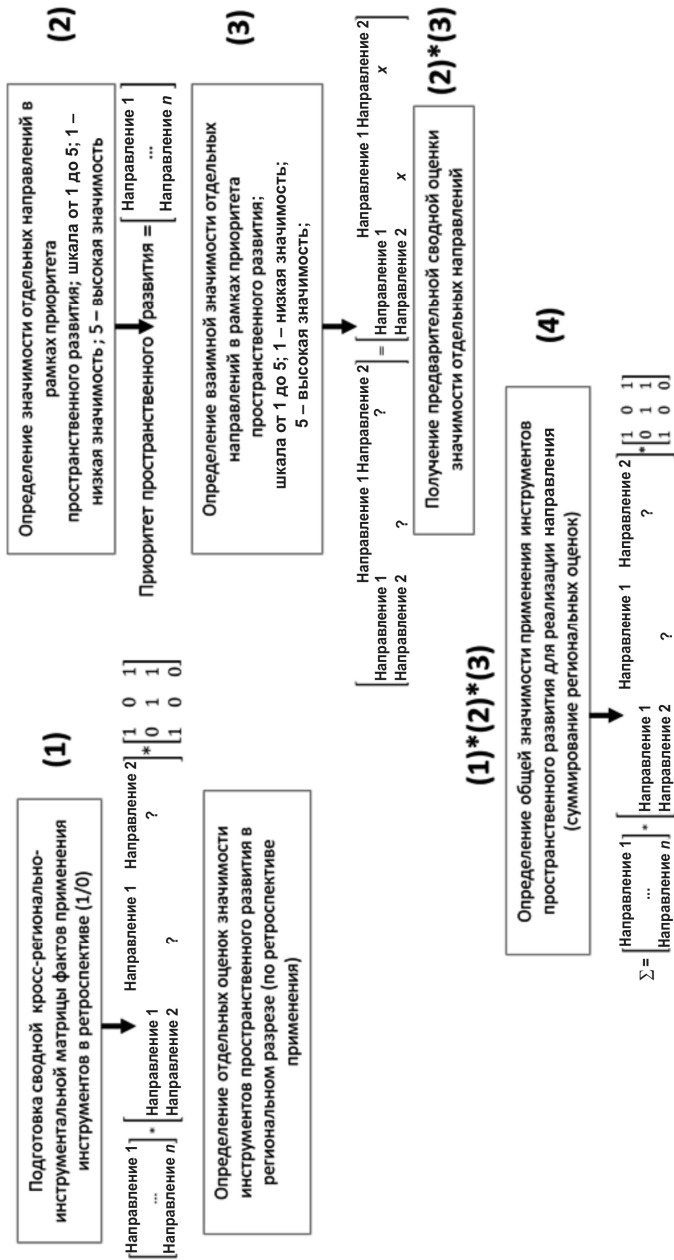 (1)
Подготовка сводной кросс-регионально-
инструментальной матрицы фактов применения
инструментов в ретроспективе (1/0)
[Направление 1 ... Направление n] * [Направление 1 Направление 2
Направление 1 ?
Направление 2 ?] * [1 0 1
0 1 1
1 0 0]
Определение отдельных оценок значимости
инструментов пространственного развития в
региональном разрезе (по ретроспективе
применения)
(2)
Определение значимости отдельных направлений в
рамках приоритета
пространственного развития; шкала от 1 до 5; 1 –
низкая значимость ; 5 – высокая значимость
Приоритет пространственного развития = [Направление 1
...
Направление n]
(3)
Определение взаимной значимости отдельных
направлений в рамках приоритета
пространственного развития;
шкала от 1 до 5; 1 – низкая значимость;
5 – высокая значимость;
[Направление 1 Направление 2
Направление 1 ?
Направление 2 ?] = [Направление 1 Направление 2
Направление 1 x
Направление 2 x]
(2)*(3)
Получение предварительной сводной оценки
значимости отдельных направлений
(1)*(2)*(3)
(4)
Определение общей значимости применения инструментов
пространственного развития для реализации направления
(суммирование региональных оценок)
Σ = [Направление 1 ... Направление n] * [Направление 1 Направление 2
Направление 1 ?
Направление 2 ?] * [1 0 1
0 1 1
1 0 0]